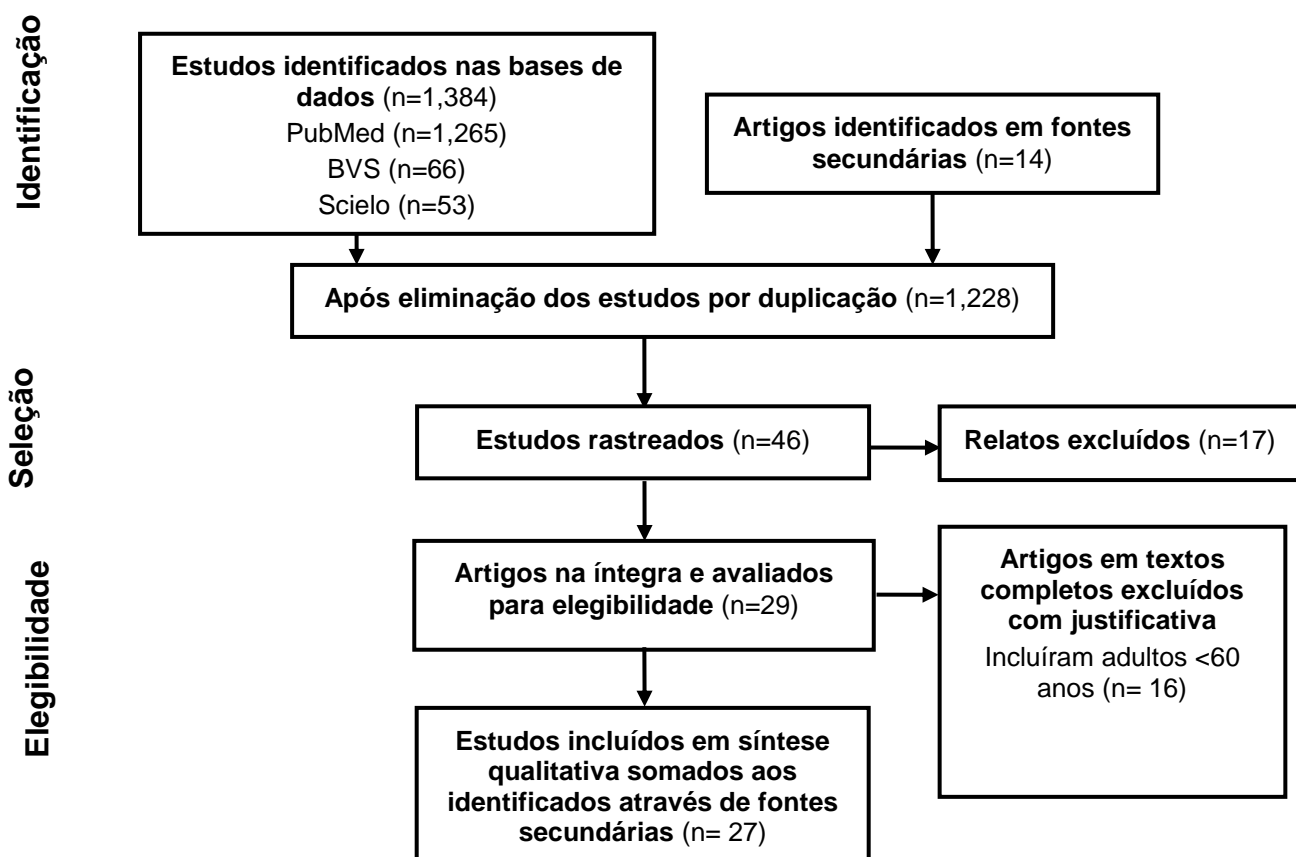 Identificação
Estudos identificados nas bases de
dados (n=1,384)
PubMed (n=1,265)
BVS (n=66)
Scielo (n=53)
Artigos identificados em fontes
secundárias (n=14)
Após eliminação dos estudos por duplicação (n=1,228)
Seleção
Estudos rastreados (n=46)
Relatos excluídos (n=17)
Elegibilidade
Artigos na íntegra e avaliados
para elegibilidade (n=29)
Artigos em textos
completos excluídos
com justificativa
Incluíram adultos <60
anos (n= 16)
Estudos incluídos em síntese
qualitativa somados aos
identificados através de fontes
secundárias (n= 27)